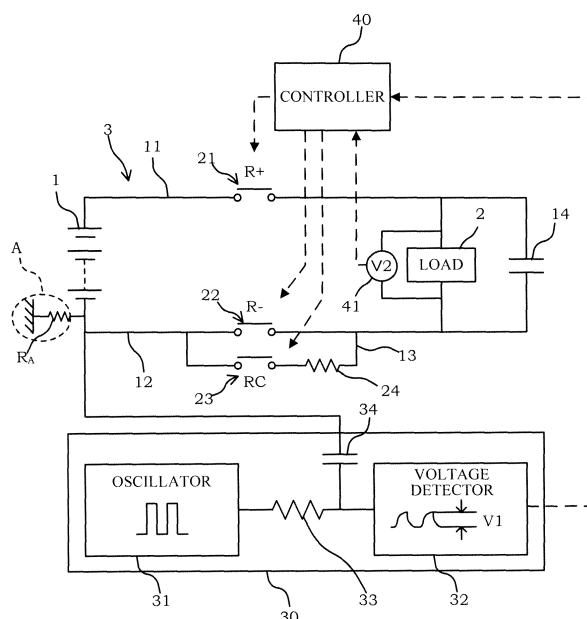 40
CONTROLLER
3
11
21
R+
1
2
14
A
V2
LOAD
41
22
R-
RA
12
13
23
RC
24
34
OSCILLATOR
VOLTAGE
DETECTOR
V1
31
30
33
32